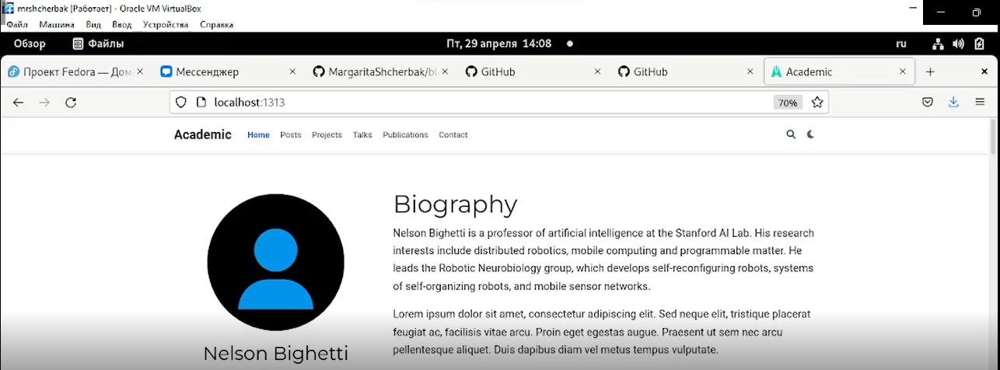 mrshcherbak [Работает] - Oracle VM VirtualBox
Файл Машина Вид Ввод Устройства Справка
Обзор Файлы Пт, 29 апреля 14:08 ru
Проект Fedora — Дома Мессенджер MargaritaShcherbak/bl GitHub GitHub Academic
localhost:1313 70%
Academic Home Posts Projects Talks Publications Contact
Biography
Nelson Bighetti is a professor of artificial intelligence at the Stanford AI Lab. His research
interests include distributed robotics, mobile computing and programmable matter. He
leads the Robotic Neurobiology group, which develops self-reconfiguring robots, systems
of self-organizing robots, and mobile sensor networks.
Lorem ipsum dolor sit amet, consectetur adipiscing elit. Sed neque elit, tristique placerat
feugiat ac, facilisis vitae arcu. Proin eget egestas augue. Praesent ut sem nec arcu
pellentesque aliquet. Duis dapibus diam vel metus tempus vulputate.
Nelson Bighetti